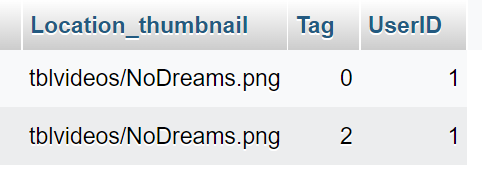 Location_thumbnail Tag UserID
tblvideos/NoDreams.png 0 1
tblvideos/NoDreams.png 2 1